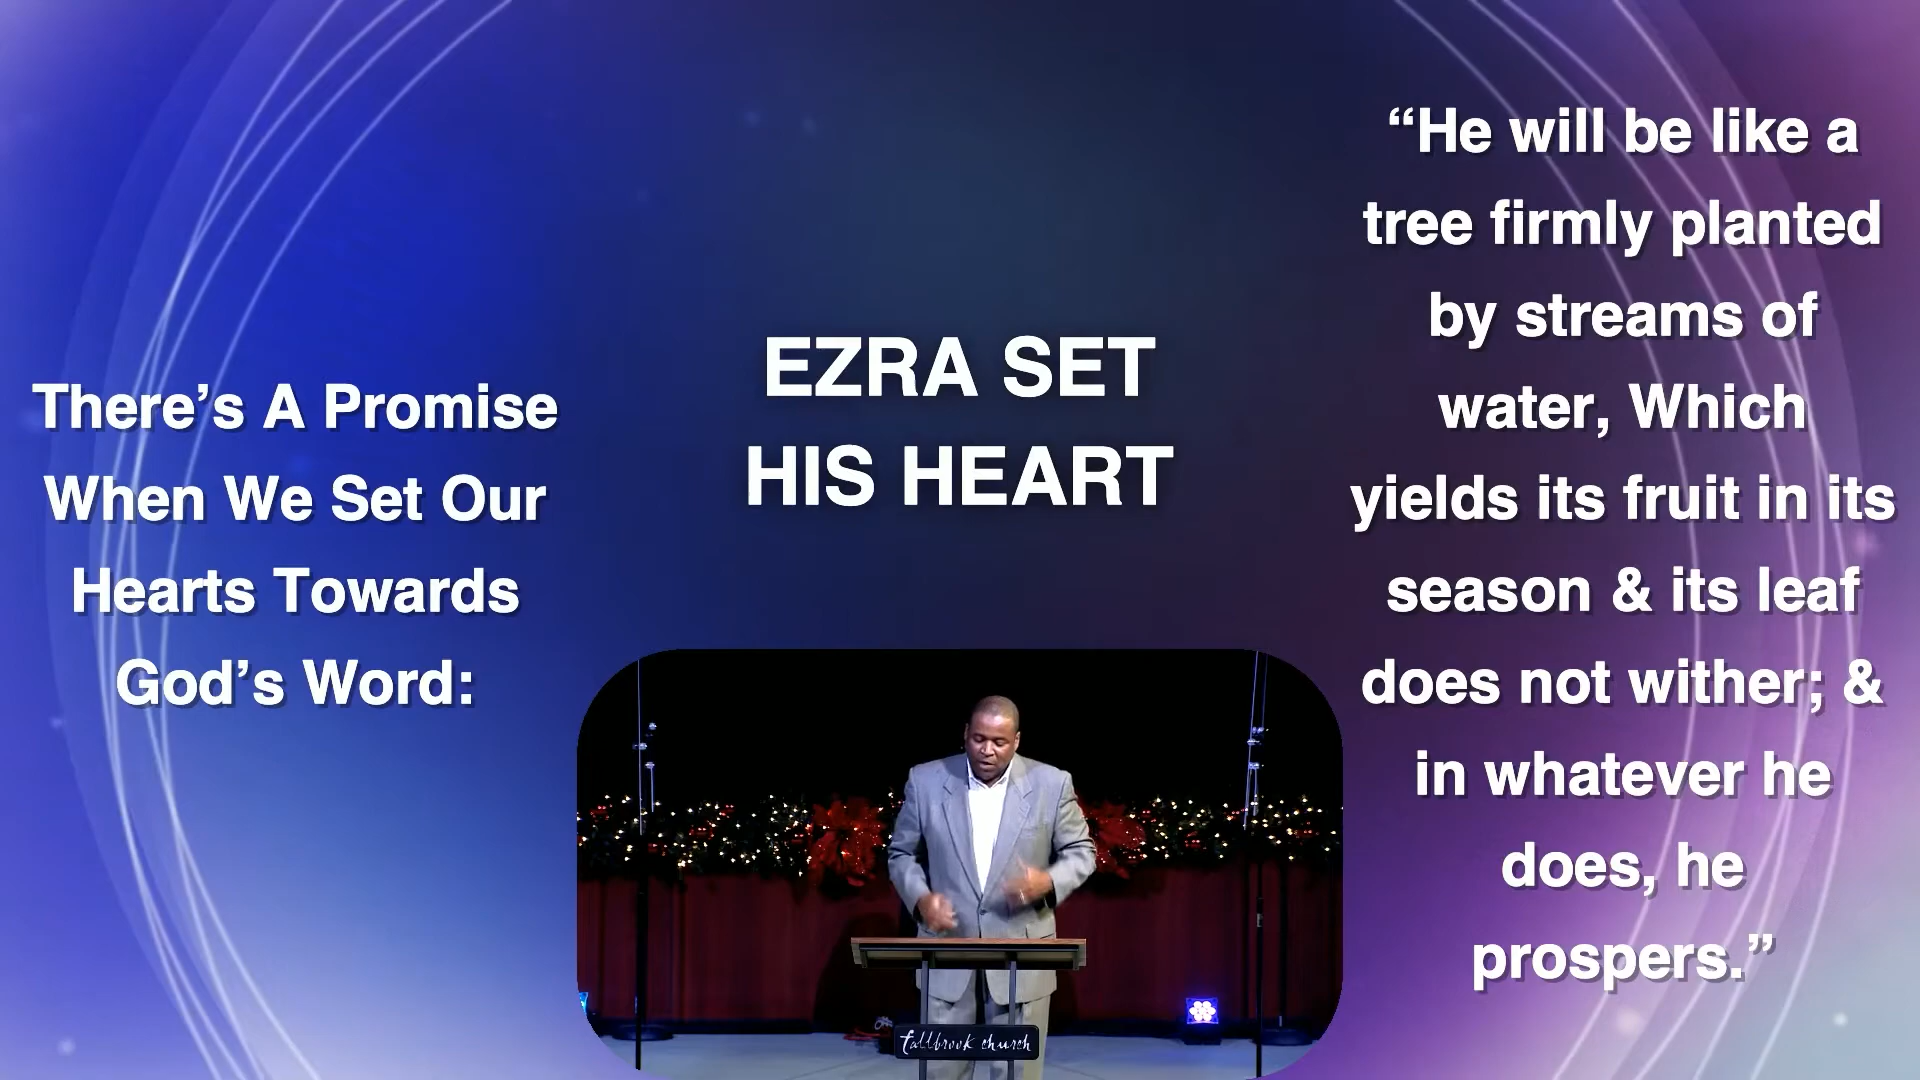 There’s A Promise
When We Set Our
Hearts Towards
God’s Word:
EZRA SET
HIS HEART
“He will be like a
tree firmly planted
by streams of
water, Which
yields its fruit in its
season & its leaf
does not wither; &
in whatever he
does, he
prospers.”
fallbrook church